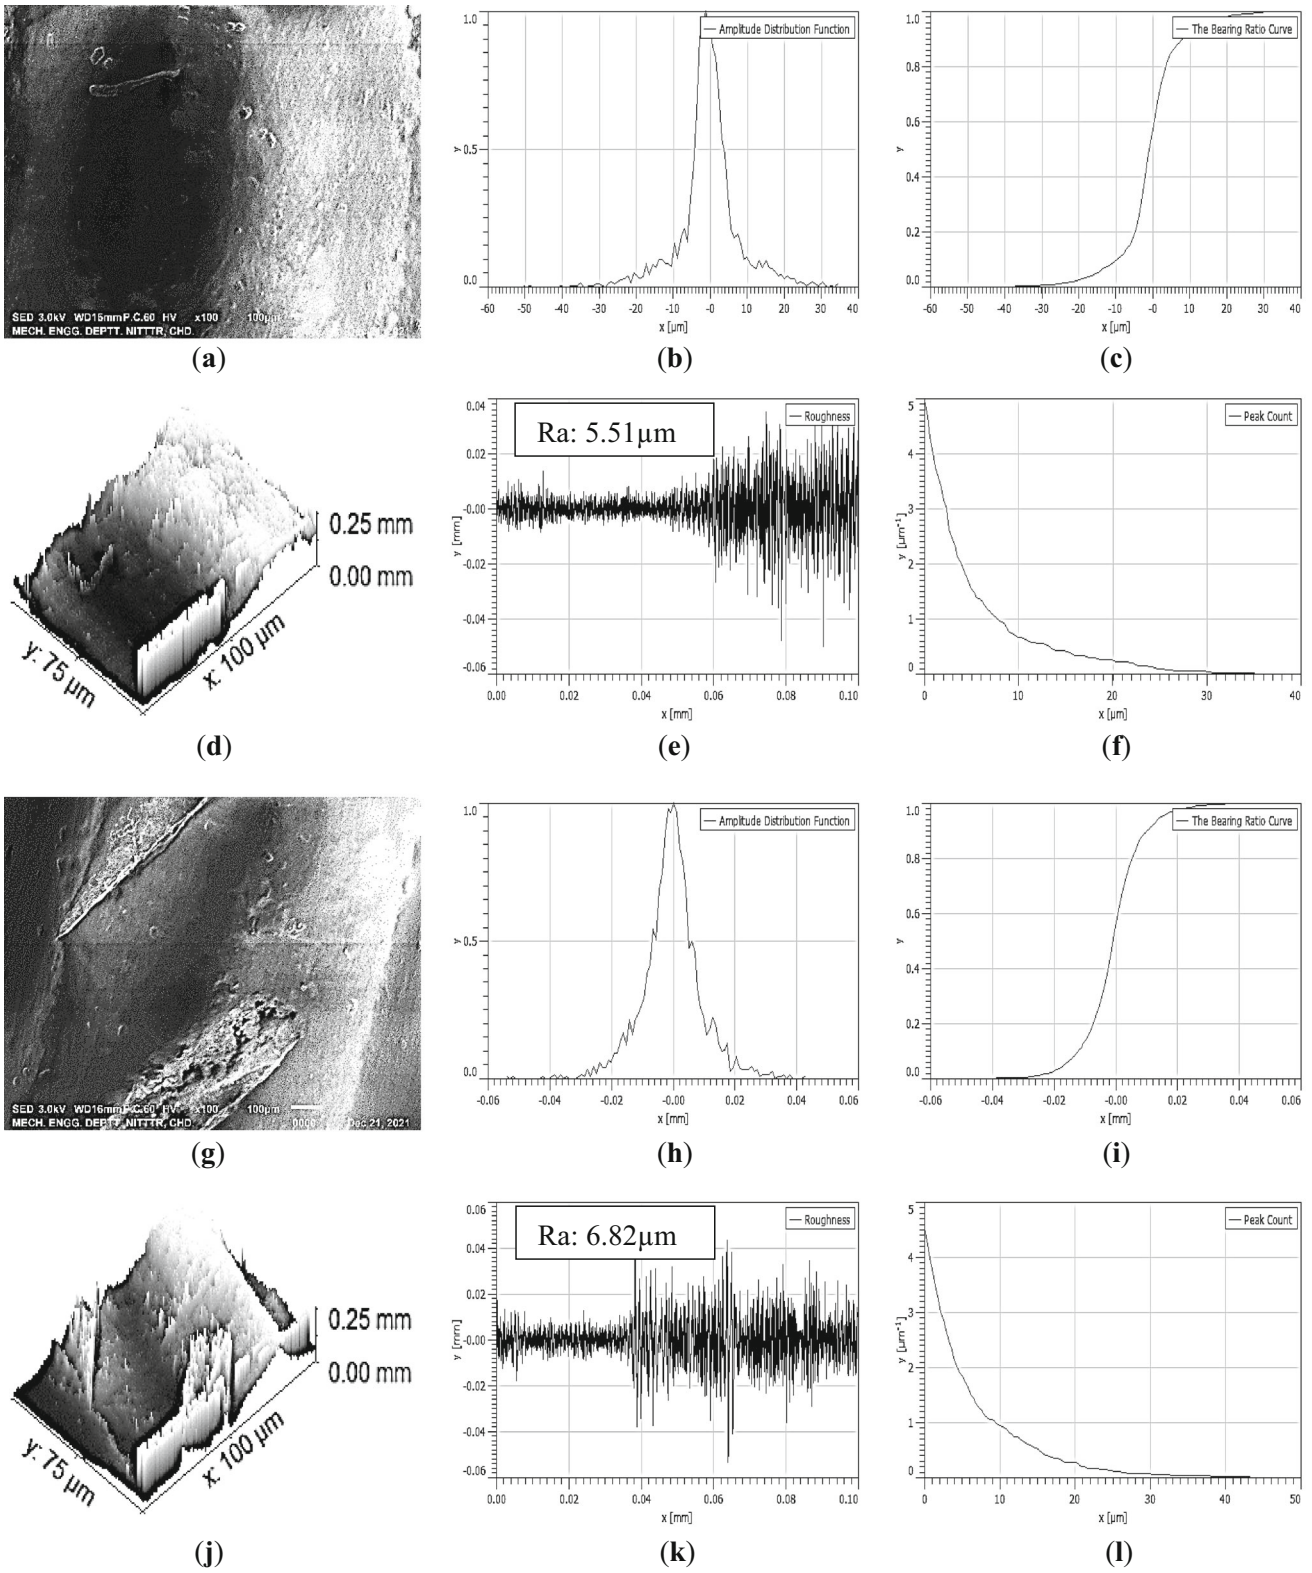 SED 3.0kV WD15mmP.C.60 HV x100 100µm
MECH. ENGG. DEPTT. NITTTR, CHD.
(a)
1.0
0.5
0.0
y
-60 -50 -40 -30 -20 -10 -0 10 20 30 40
x [µm]
Amplitude Distribution Function
(b)
1.0
0.8
0.6
0.4
0.2
0.0
y
-60 -50 -40 -30 -20 -10 -0 10 20 30 40
x [µm]
The Bearing Ratio Curve
(c)
0.25 mm
0.00 mm
y: 75 µm
x: 100 µm
(d)
0.04
0.02
-0.00
-0.02
-0.04
-0.06
y [mm]
0.00 0.02 0.04 0.06 0.08 0.10
x [mm]
Ra: 5.51µm
Roughness
(e)
5
4
3
2
1
0
y [µm⁻¹]
0 10 20 30 40
x [µm]
Peak Count
(f)
SED 3.0kV WD16mmP.C.60 HV x100 100µm
MECH. ENGG. DEPTT. NITTTR, CHD. 0000 Dec 21, 2021
(g)
1.0
0.5
0.0
y
-0.06 -0.04 -0.02 -0.00 0.02 0.04 0.06
x [mm]
Amplitude Distribution Function
(h)
1.0
0.8
0.6
0.4
0.2
0.0
y
-0.06 -0.04 -0.02 -0.00 0.02 0.04 0.06
x [mm]
The Bearing Ratio Curve
(i)
0.25 mm
0.00 mm
y: 75 µm
x: 100 µm
(j)
0.06
0.04
0.02
-0.00
-0.02
-0.04
-0.06
y [mm]
0.00 0.02 0.04 0.06 0.08 0.10
x [mm]
Ra: 6.82µm
Roughness
(k)
5
4
3
2
1
0
y [µm⁻¹]
0 10 20 30 40 50
x [µm]
Peak Count
(l)